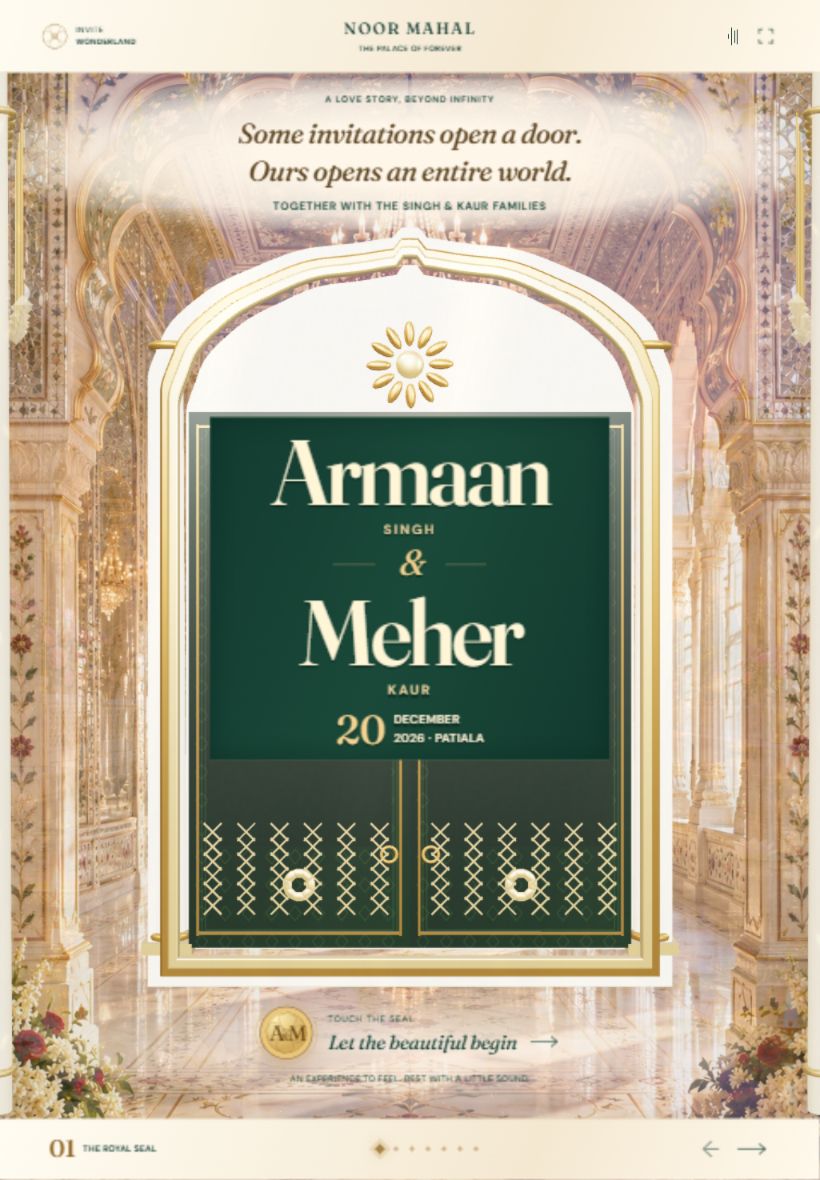 INVITE
WONDERLAND
NOOR MAHAL
THE PALACE OF FOREVER
A LOVE STORY, BEYOND INFINITY
Some invitations open a door.
Ours opens an entire world.
TOGETHER WITH THE SINGH & KAUR FAMILIES
Armaan
SINGH
&
Meher
KAUR
20 DECEMBER
2026 · PATIALA
A&M
TOUCH THE SEAL
Let the beautiful begin →
AN EXPERIENCE TO FEEL. BEST WITH A LITTLE SOUND.
01 THE ROYAL SEAL